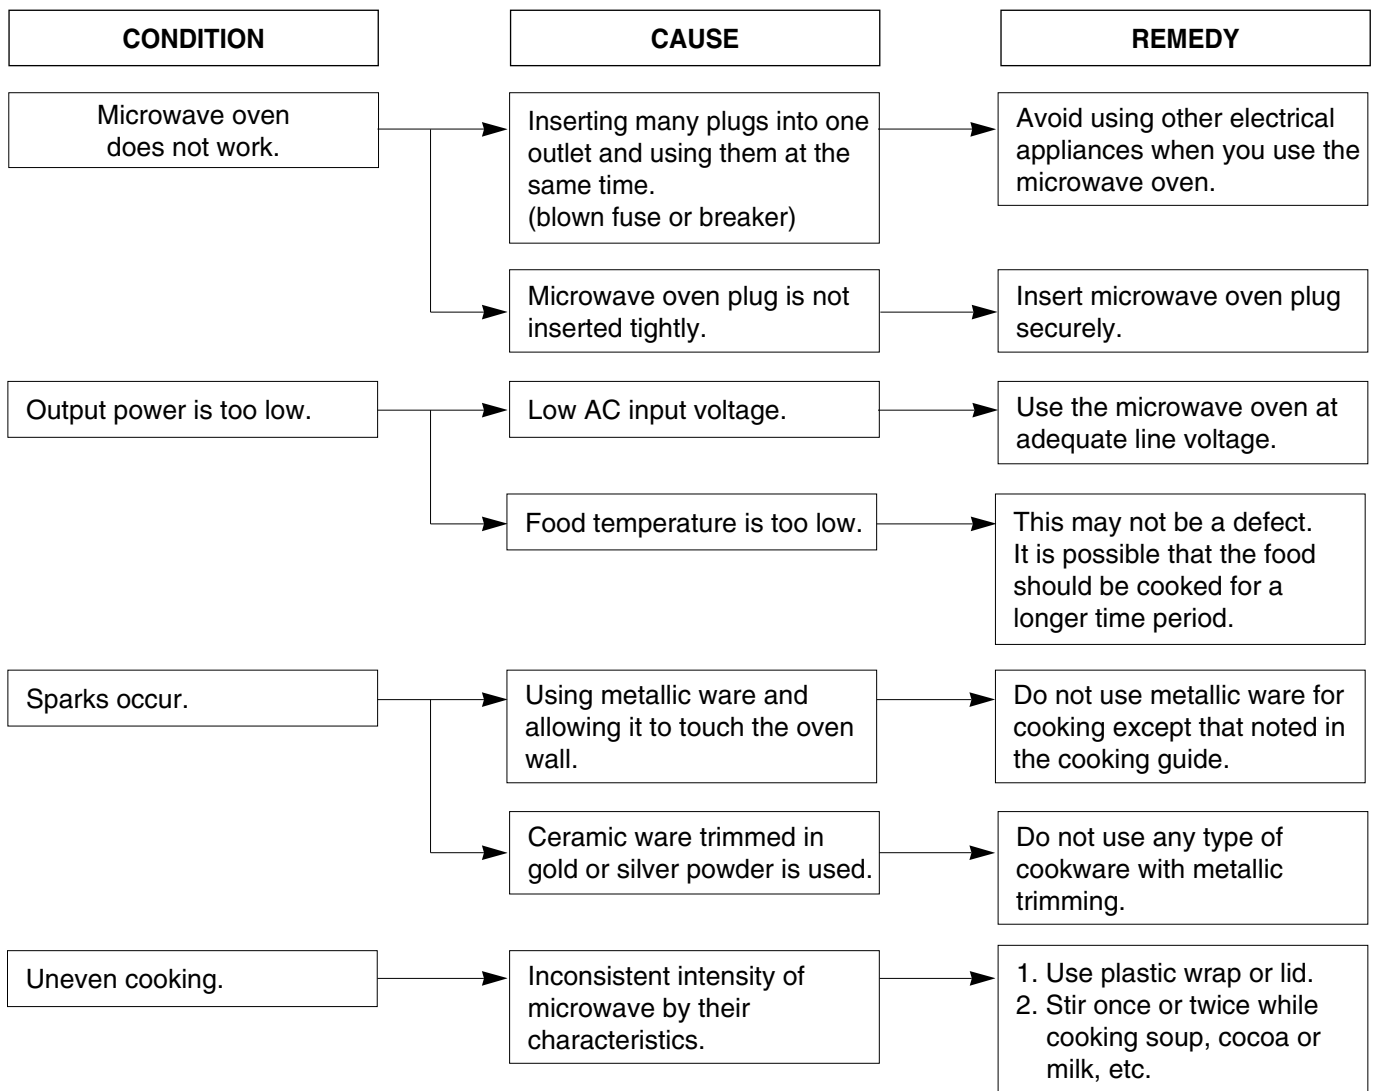 CONDITION
CAUSE
REMEDY
Microwave oven
does not work.
Inserting many plugs into one
outlet and using them at the
same time.
(blown fuse or breaker)
Avoid using other electrical
appliances when you use the
microwave oven.
Microwave oven plug is not
inserted tightly.
Insert microwave oven plug
securely.
Output power is too low.
Low AC input voltage.
Use the microwave oven at
adequate line voltage.
Food temperature is too low.
This may not be a defect.
It is possible that the food
should be cooked for a
longer time period.
Sparks occur.
Using metallic ware and
allowing it to touch the oven
wall.
Do not use metallic ware for
cooking except that noted in
the cooking guide.
Ceramic ware trimmed in
gold or silver powder is used.
Do not use any type of
cookware with metallic
trimming.
Uneven cooking.
Inconsistent intensity of
microwave by their
characteristics.
1. Use plastic wrap or lid.
2. Stir once or twice while
cooking soup, cocoa or
milk, etc.